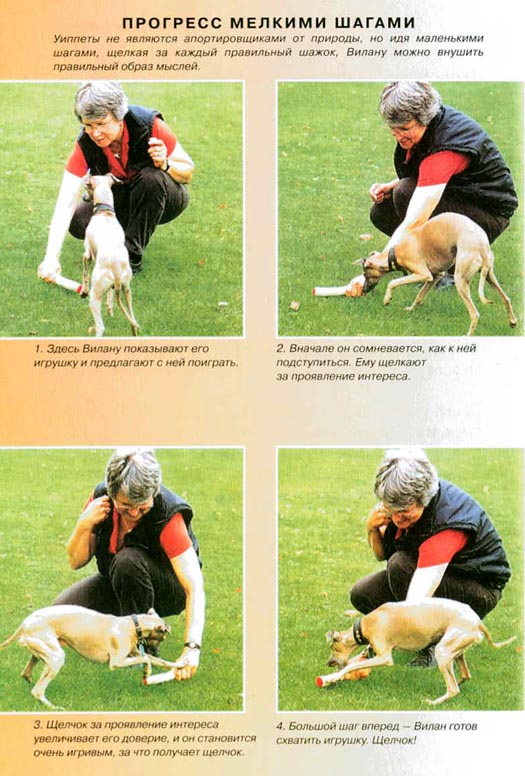 ПРОГРЕСС МЕЛКИМИ ШАГАМИ
Уиппеты не являются апортировщиками от природы, но идя маленькими
шагами, щелкая за каждый правильный шажок, Вилану можно внушить
правильный образ мыслей.
1. Здесь Вилану показывают его
игрушку и предлагают с ней поиграть.
2. Вначале он сомневается, как к ней
подступиться. Ему щелкают
за проявление интереса.
3. Щелчок за проявление интереса
увеличивает его доверие, и он становится
очень игривым, за что получает щелчок.
4. Большой шаг вперед — Вилан готов
схватить игрушку. Щелчок!